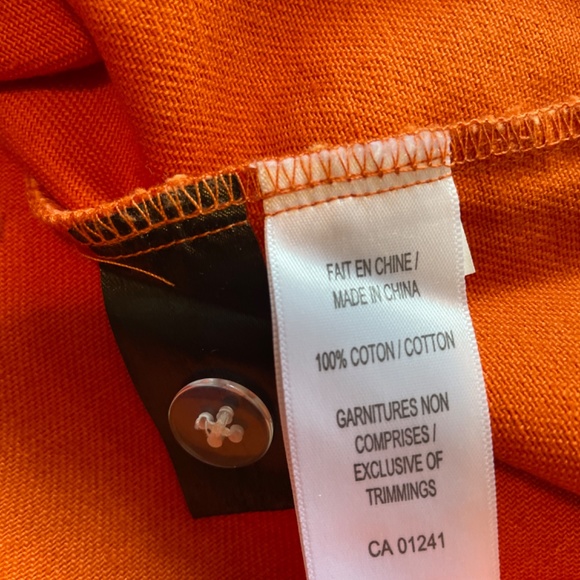 FAIT EN CHINE /
MADE IN CHINA
100% COTON / COTTON
GARNITURES NON
COMPRISES /
EXCLUSIVE OF
TRIMMINGS
CA 01241